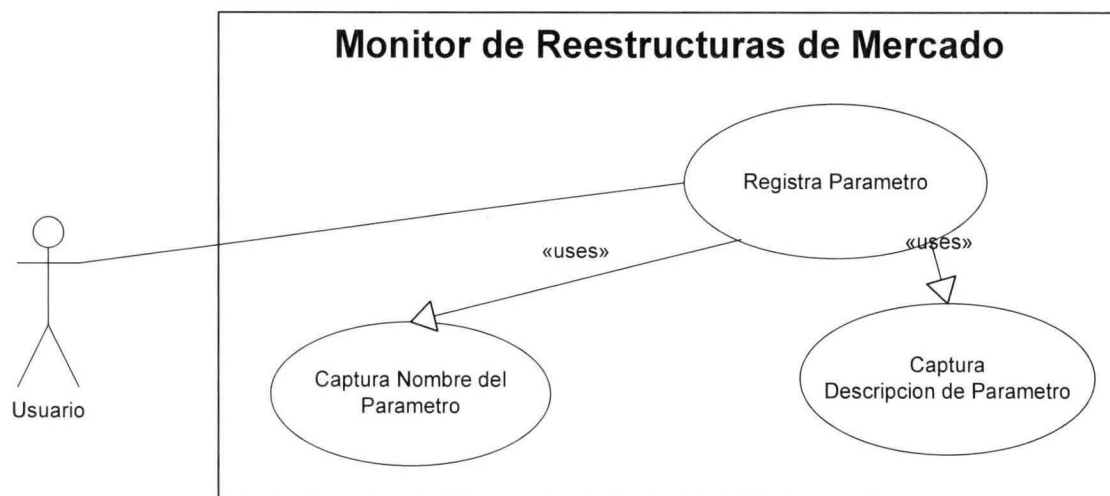 Monitor de Reestructuras de Mercado
Registra Parametro
«uses»
«uses»
Captura Nombre del
Parametro
Captura
Descripcion de Parametro
Usuario